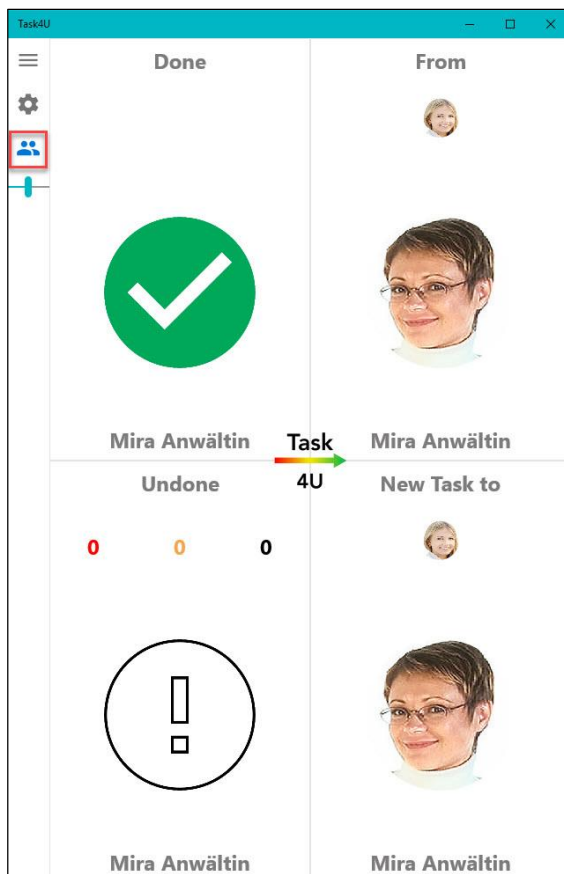 Task4U
Done
From
Mira Anwältin
Task
Mira Anwältin
4U
Undone
New Task to
0 0 0
Mira Anwältin
Mira Anwältin